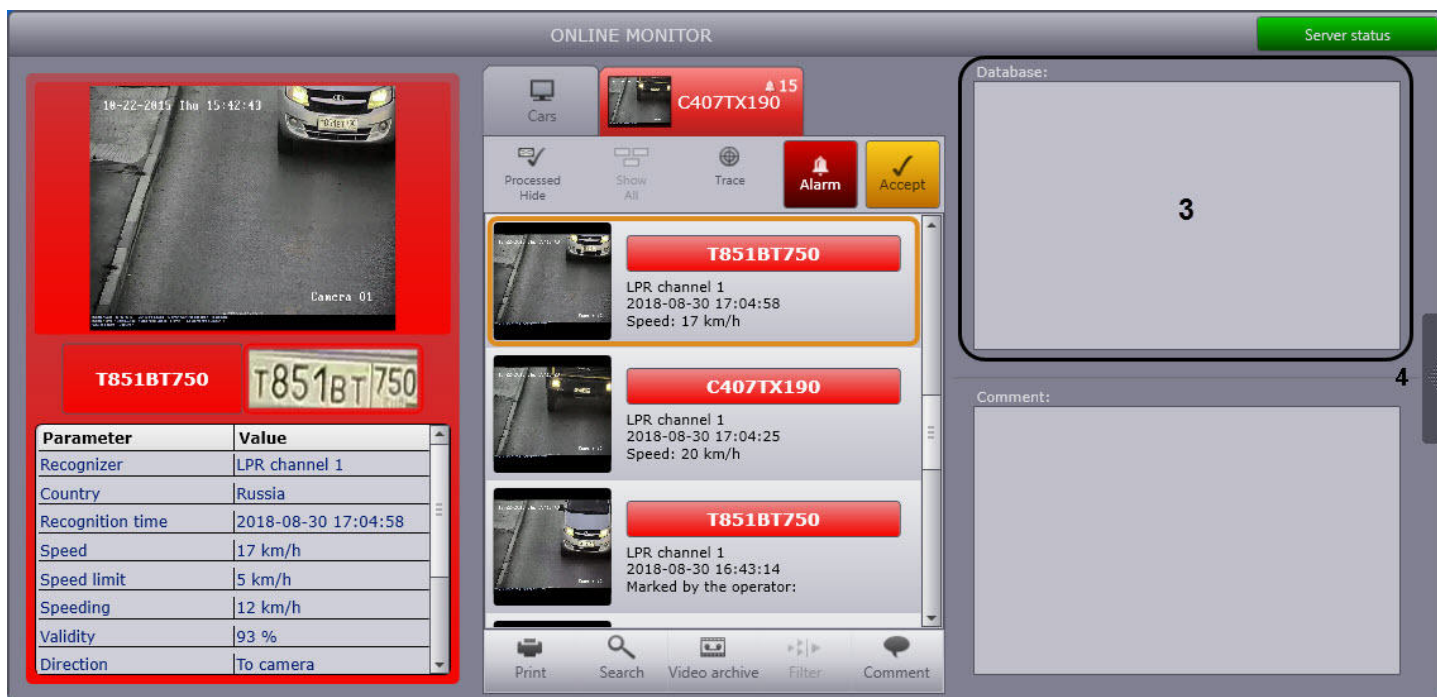 ONLINE MONITOR
Server status
10-22-2015 Thu 15:42:43
Camera 01
T851BT750
T851BT 750
Parameter Value
Recognizer LPR channel 1
Country Russia
Recognition time 2018-08-30 17:04:58
Speed 17 km/h
Speed limit 5 km/h
Speeding 12 km/h
Validity 93 %
Direction To camera
Cars
15
C407TX190
Processed
Hide
Show
All
Trace
Alarm
Accept
T851BT750
LPR channel 1
2018-08-30 17:04:58
Speed: 17 km/h
C407TX190
LPR channel 1
2018-08-30 17:04:25
Speed: 20 km/h
T851BT750
LPR channel 1
2018-08-30 16:43:14
Marked by the operator:
Print
Search
Video archive
Filter
Comment
Database:
3
4
Comment: